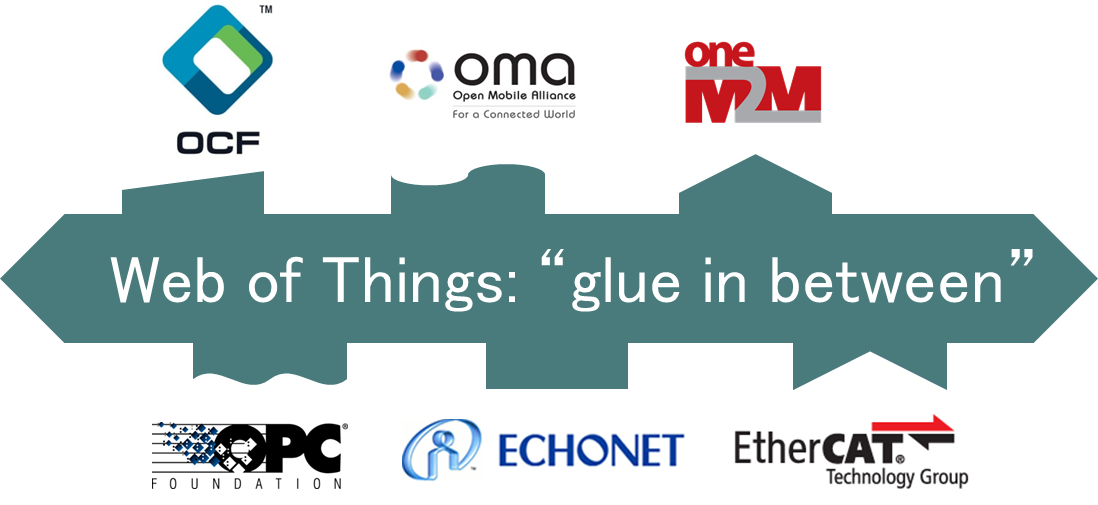 TM
OCF
oma
Open Mobile Alliance
For a Connected World
one
M2M
Web of Things: “glue in between”
OPC®
FOUNDATION
ECHONET™
EtherCAT®
Technology Group